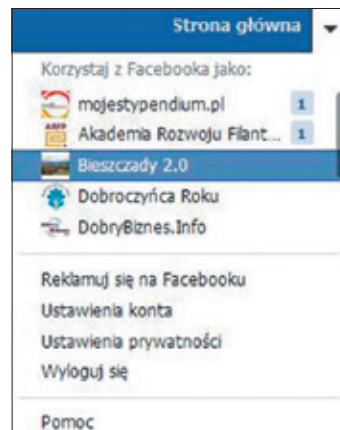 Strona główna
Korzystaj z Facebooka jako:
mojestypendium.pl 1
Akademia Rozwoju Filant... 1
Bieszczady 2.0
Dobroczyńca Roku
DobryBiznes.Info
Reklamuj się na Facebooku
Ustawienia konta
Ustawienia prywatności
Wyloguj się
Pomoc